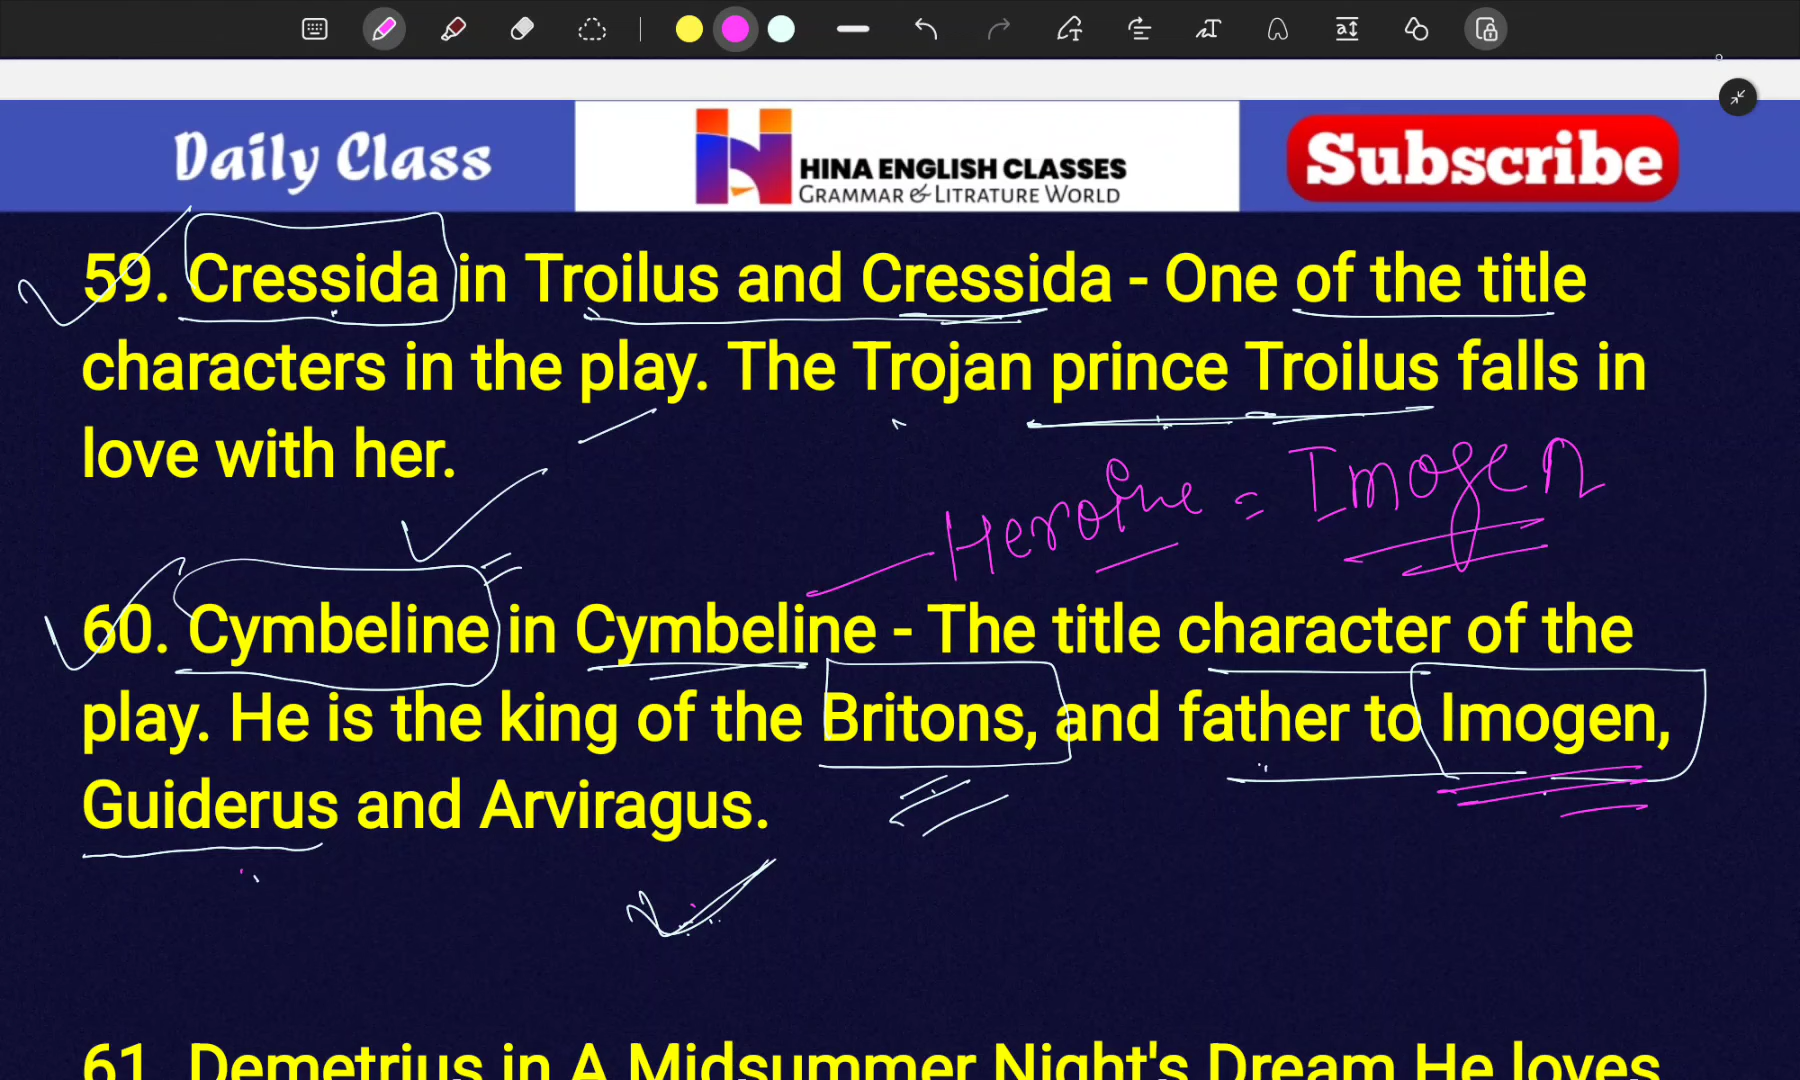 Daily Class
HINA ENGLISH CLASSES
GRAMMAR & LITRATURE WORLD
Subscribe
59. Cressida in Troilus and Cressida - One of the title
characters in the play. The Trojan prince Troilus falls in
love with her.
Heroine = Imogen
60. Cymbeline in Cymbeline - The title character of the
play. He is the king of the Britons, and father to Imogen,
Guiderus and Arviragus.
61. Demetrius in A Midsummer Night's Dream He loves